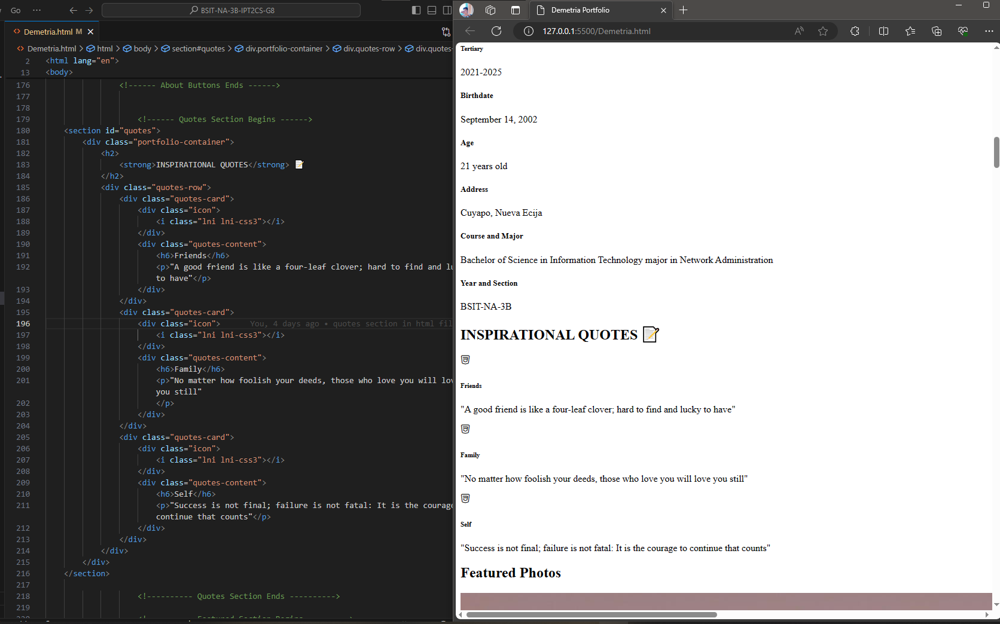 Go ··· BSIT-NA-3B-IPT2CS-G8
Demetria.html M
Demetria.html > html > body > section#quotes > div.portfolio-container > div.quotes-row > div.quotes-
2 <html lang="en">
13 <body>
176 <!------ About Buttons Ends ------>
177
178
179 <!------ Quotes Section Begins ------>
180 <section id="quotes">
181 <div class="portfolio-container">
182 <h2>
183 <strong>INSPIRATIONAL QUOTES</strong> 📝
184 </h2>
185 <div class="quotes-row">
186 <div class="quotes-card">
187 <div class="icon">
188 <i class="lni lni-css3"></i>
189 </div>
190 <div class="quotes-content">
191 <h6>Friends</h6>
192 <p>"A good friend is like a four-leaf clover; hard to find and lu
to have"</p>
193 </div>
194 </div>
195 <div class="quotes-card">
196 <div class="icon"> You, 4 days ago • quotes section in html fil
197 <i class="lni lni-css3"></i>
198 </div>
199 <div class="quotes-content">
200 <h6>Family</h6>
201 <p>"No matter how foolish your deeds, those who love you will lov
you still"
202 </p>
203 </div>
204 </div>
205 <div class="quotes-card">
206 <div class="icon">
207 <i class="lni lni-css3"></i>
208 </div>
209 <div class="quotes-content">
210 <h6>Self</h6>
211 <p>"Success is not final; failure is not fatal: It is the courage
continue that counts"</p>
212 </div>
213 </div>
214 </div>
215 </div>
216 </section>
217
218 <!---------- Quotes Section Ends ---------->
219
Demetria Portfolio
127.0.0.1:5500/Demetria.html
Tertiary
2021-2025
Birthdate
September 14, 2002
Age
21 years old
Address
Cuyapo, Nueva Ecija
Course and Major
Bachelor of Science in Information Technology major in Network Administration
Year and Section
BSIT-NA-3B
INSPIRATIONAL QUOTES 📝
Friends
"A good friend is like a four-leaf clover; hard to find and lucky to have"
Family
"No matter how foolish your deeds, those who love you will love you still"
Self
"Success is not final; failure is not fatal: It is the courage to continue that counts"
Featured Photos